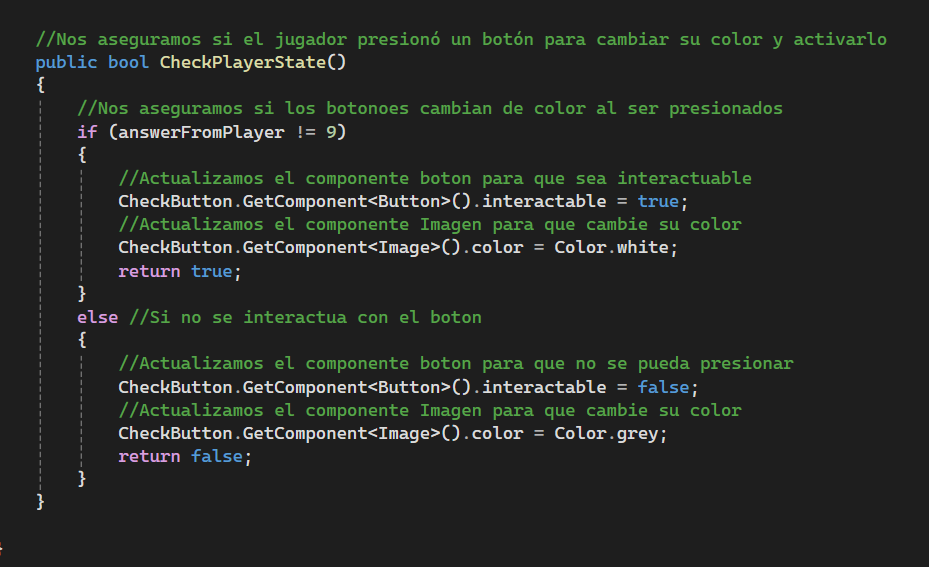 //Nos aseguramos si el jugador presionó un botón para cambiar su color y activarlo
public bool CheckPlayerState()
{
//Nos aseguramos si los botonoes cambian de color al ser presionados
if (answerFromPlayer != 9)
{
//Actualizamos el componente boton para que sea interactuable
CheckButton.GetComponent<Button>().interactable = true;
//Actualizamos el componente Imagen para que cambie su color
CheckButton.GetComponent<Image>().color = Color.white;
return true;
}
else //Si no se interactua con el boton
{
//Actualizamos el componente boton para que no se pueda presionar
CheckButton.GetComponent<Button>().interactable = false;
//Actualizamos el componente Imagen para que cambie su color
CheckButton.GetComponent<Image>().color = Color.grey;
return false;
}
}
}